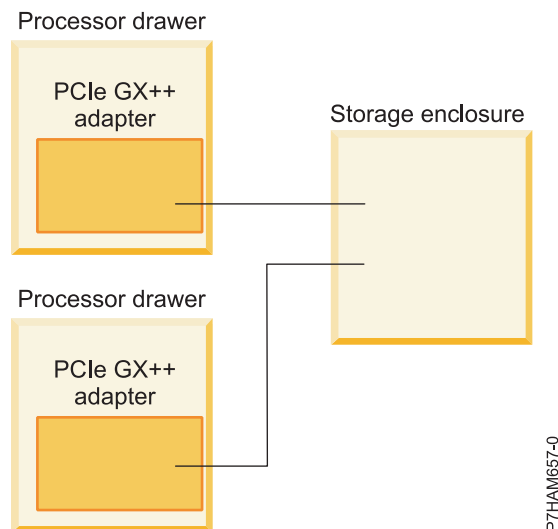 Processor drawer
PCIe GX++
adapter
Storage enclosure
Processor drawer
PCIe GX++
adapter
P7HAM657-0